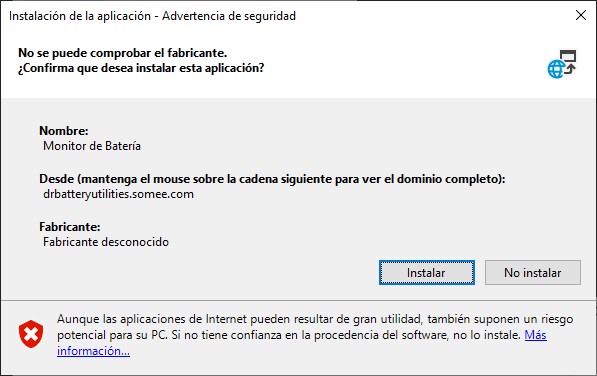 Instalación de la aplicación - Advertencia de seguridad
No se puede comprobar el fabricante.
¿Confirma que desea instalar esta aplicación?
Nombre:
Monitor de Batería
Desde (mantenga el mouse sobre la cadena siguiente para ver el dominio completo):
drbatteryutilities.somee.com
Fabricante:
Fabricante desconocido
Instalar
No instalar
Aunque las aplicaciones de Internet pueden resultar de gran utilidad, también suponen un riesgo
potencial para su PC. Si no tiene confianza en la procedencia del software, no lo instale. Más
información...